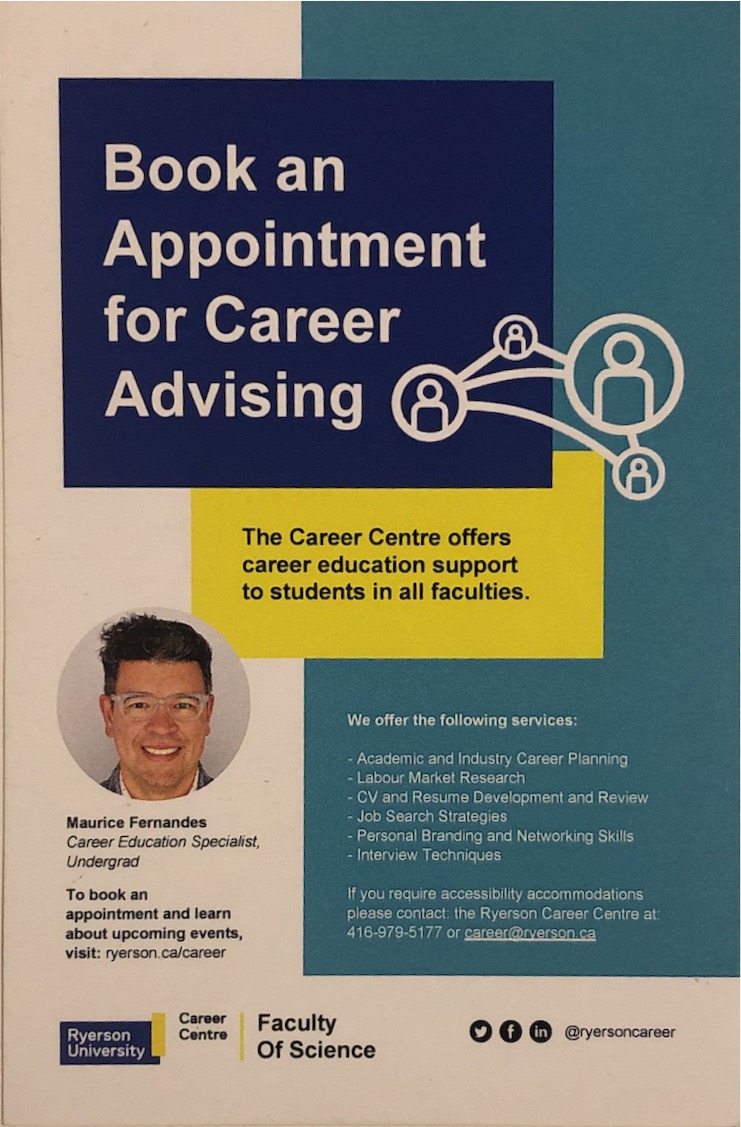 Book an
Appointment
for Career
Advising
The Career Centre offers
career education support
to students in all faculties.
Maurice Fernandes
Career Education Specialist,
Undergrad
To book an
appointment and learn
about upcoming events,
visit: ryerson.ca/career
We offer the following services:
- Academic and Industry Career Planning
- Labour Market Research
- CV and Resume Development and Review
- Job Search Strategies
- Personal Branding and Networking Skills
- Interview Techniques
If you require accessibility accommodations
please contact: the Ryerson Career Centre at:
416-979-5177 or career@ryerson.ca
Ryerson
University
Career
Centre
Faculty
Of Science
@ryersoncareer